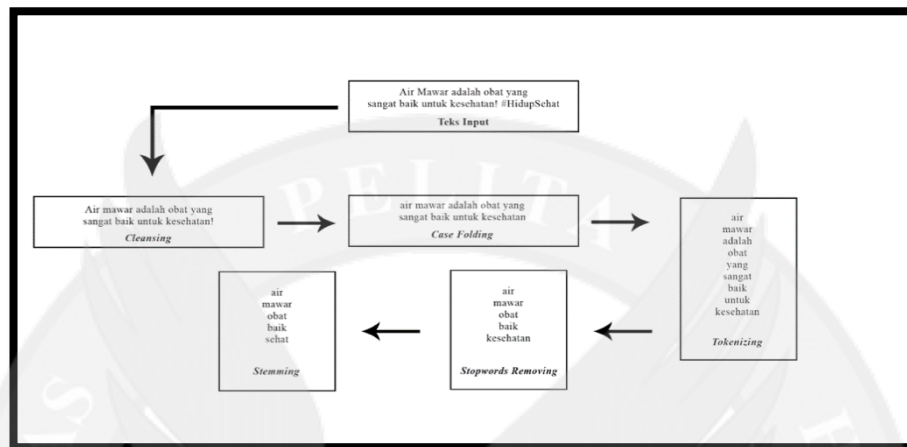 Air Mawar adalah obat yang
sangat baik untuk kesehatan! #HidupSehat
Teks Input
Air mawar adalah obat yang
sangat baik untuk kesehatan!
Cleansing
air mawar adalah obat yang
sangat baik untuk kesehatan
Case Folding
air
mawar
adalah
obat
yang
sangat
baik
untuk
kesehatan
Tokenizing
air
mawar
obat
baik
kesehatan
Stopwords Removing
air
mawar
obat
baik
sehat
Stemming
PELITA